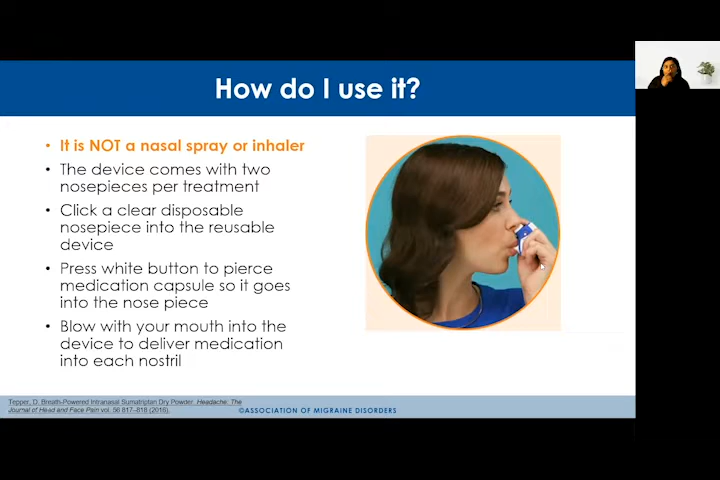 How do I use it?
• It is NOT a nasal spray or inhaler
• The device comes with two
nosepieces per treatment
• Click a clear disposable
nosepiece into the reusable
device
• Press white button to pierce
medication capsule so it goes
into the nose piece
• Blow with your mouth into the
device to deliver medication
into each nostril
Tepper, D. Breath-Powered Intranasal Sumatriptan Dry Powder. Headache: The
Journal of Head and Face Pain vol. 56 817–818 (2016).
©ASSOCIATION OF MIGRAINE DISORDERS